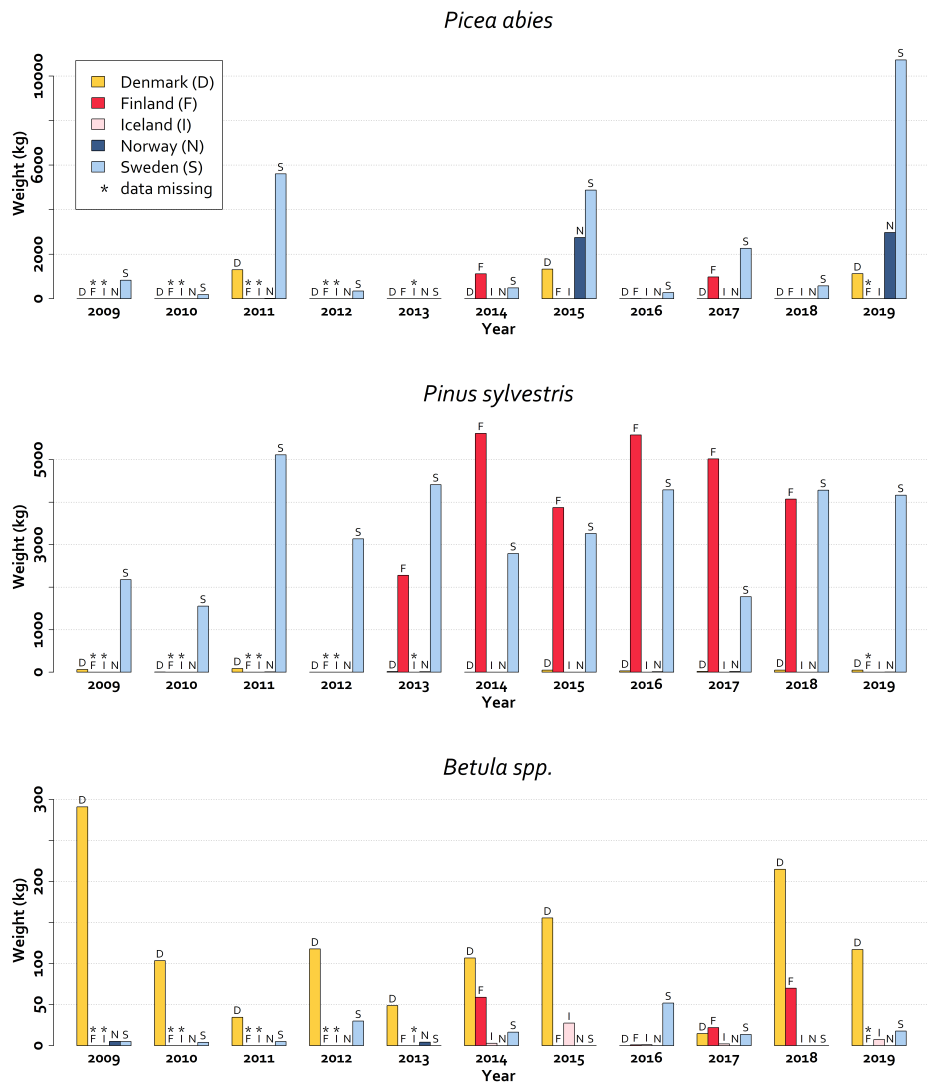 Picea abies
Weight (kg)
10000
6000
2000
0
Denmark (D)
Finland (F)
Iceland (I)
Norway (N)
Sweden (S)
* data missing
* * * * * * * * * *
D F I N S D F I N S D F I N S D F I N S D F I N S D F I N S D F I N S D F I N S D F I N S D F I N S D F I N S
2009 2010 2011 2012 2013 2014 2015 2016 2017 2018 2019
Year
Pinus sylvestris
Weight (kg)
5000
3000
1000
0
* * * * * * * * * *
D F I N S D F I N S D F I N S D F I N S D F I N S D F I N S D F I N S D F I N S D F I N S D F I N S D F I N S
2009 2010 2011 2012 2013 2014 2015 2016 2017 2018 2019
Year
Betula spp.
Weight (kg)
300
200
100
50
0
* * * * * * * * * *
D F I N S D F I N S D F I N S D F I N S D F I N S D F I N S D F I N S D F I N S D F I N S D F I N S D F I N S
2009 2010 2011 2012 2013 2014 2015 2016 2017 2018 2019
Year